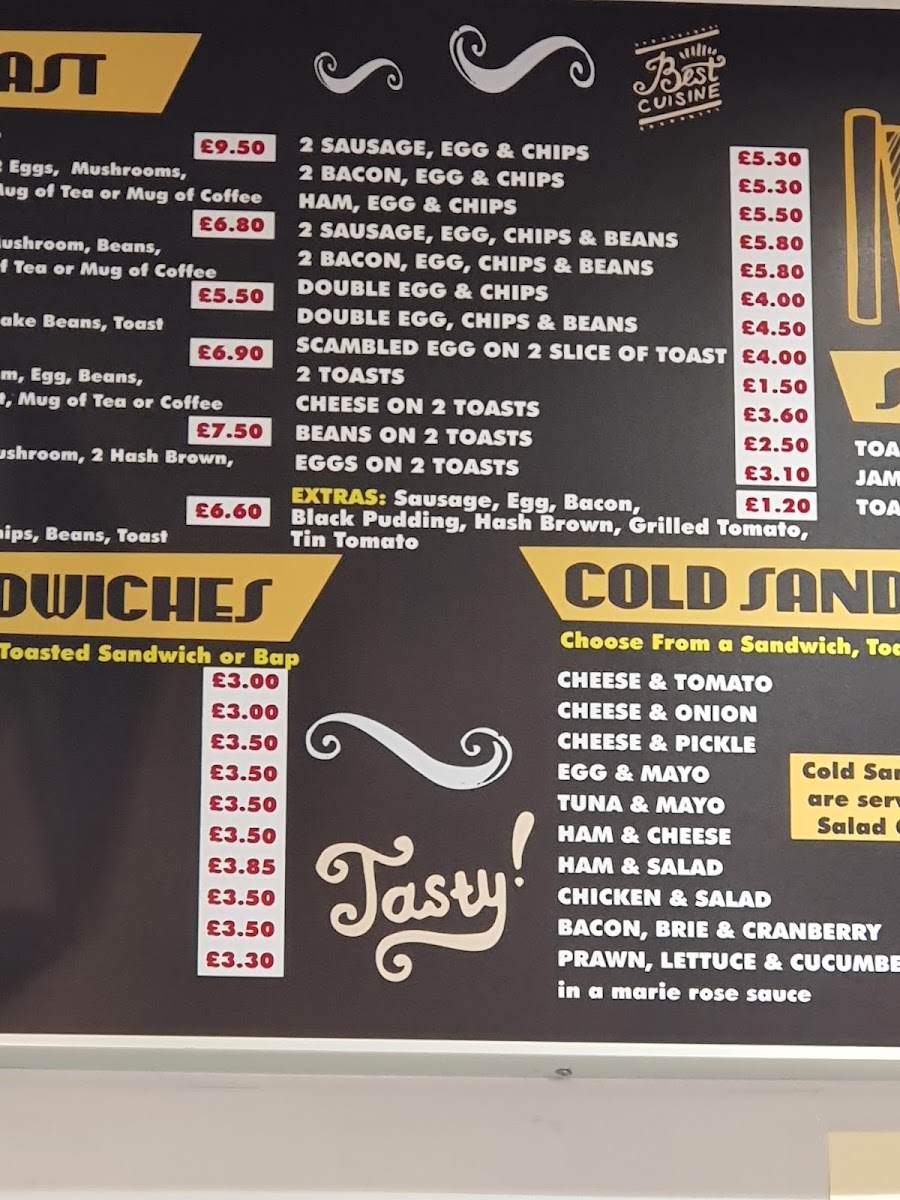 AST
£9.50
2 Eggs, Mushrooms,
Mug of Tea or Mug of Coffee
£6.80
Mushroom, Beans,
of Tea or Mug of Coffee
£5.50
ake Beans, Toast
£6.90
m, Egg, Beans,
t, Mug of Tea or Coffee
£7.50
ushroom, 2 Hash Brown,
£6.60
hips, Beans, Toast
Best
CUISINE
2 SAUSAGE, EGG & CHIPS £5.30
2 BACON, EGG & CHIPS £5.30
HAM, EGG & CHIPS £5.50
2 SAUSAGE, EGG, CHIPS & BEANS £5.80
2 BACON, EGG, CHIPS & BEANS £5.80
DOUBLE EGG & CHIPS £4.00
DOUBLE EGG, CHIPS & BEANS £4.50
SCAMBLED EGG ON 2 SLICE OF TOAST £4.00
2 TOASTS £1.50
CHEESE ON 2 TOASTS £3.60
BEANS ON 2 TOASTS £2.50
EGGS ON 2 TOASTS £3.10
EXTRAS: Sausage, Egg, Bacon, £1.20
Black Pudding, Hash Brown, Grilled Tomato,
Tin Tomato
S
TOA
JAM
TOA
DWICHES
Toasted Sandwich or Bap
£3.00
£3.00
£3.50
£3.50
£3.50
£3.50
£3.85
£3.50
£3.50
£3.30
Tasty!
COLD SAND
Choose From a Sandwich, Toa
CHEESE & TOMATO
CHEESE & ONION
CHEESE & PICKLE
EGG & MAYO
TUNA & MAYO
HAM & CHEESE
HAM & SALAD
CHICKEN & SALAD
BACON, BRIE & CRANBERRY
PRAWN, LETTUCE & CUCUMBE
in a marie rose sauce
Cold San
are serv
Salad